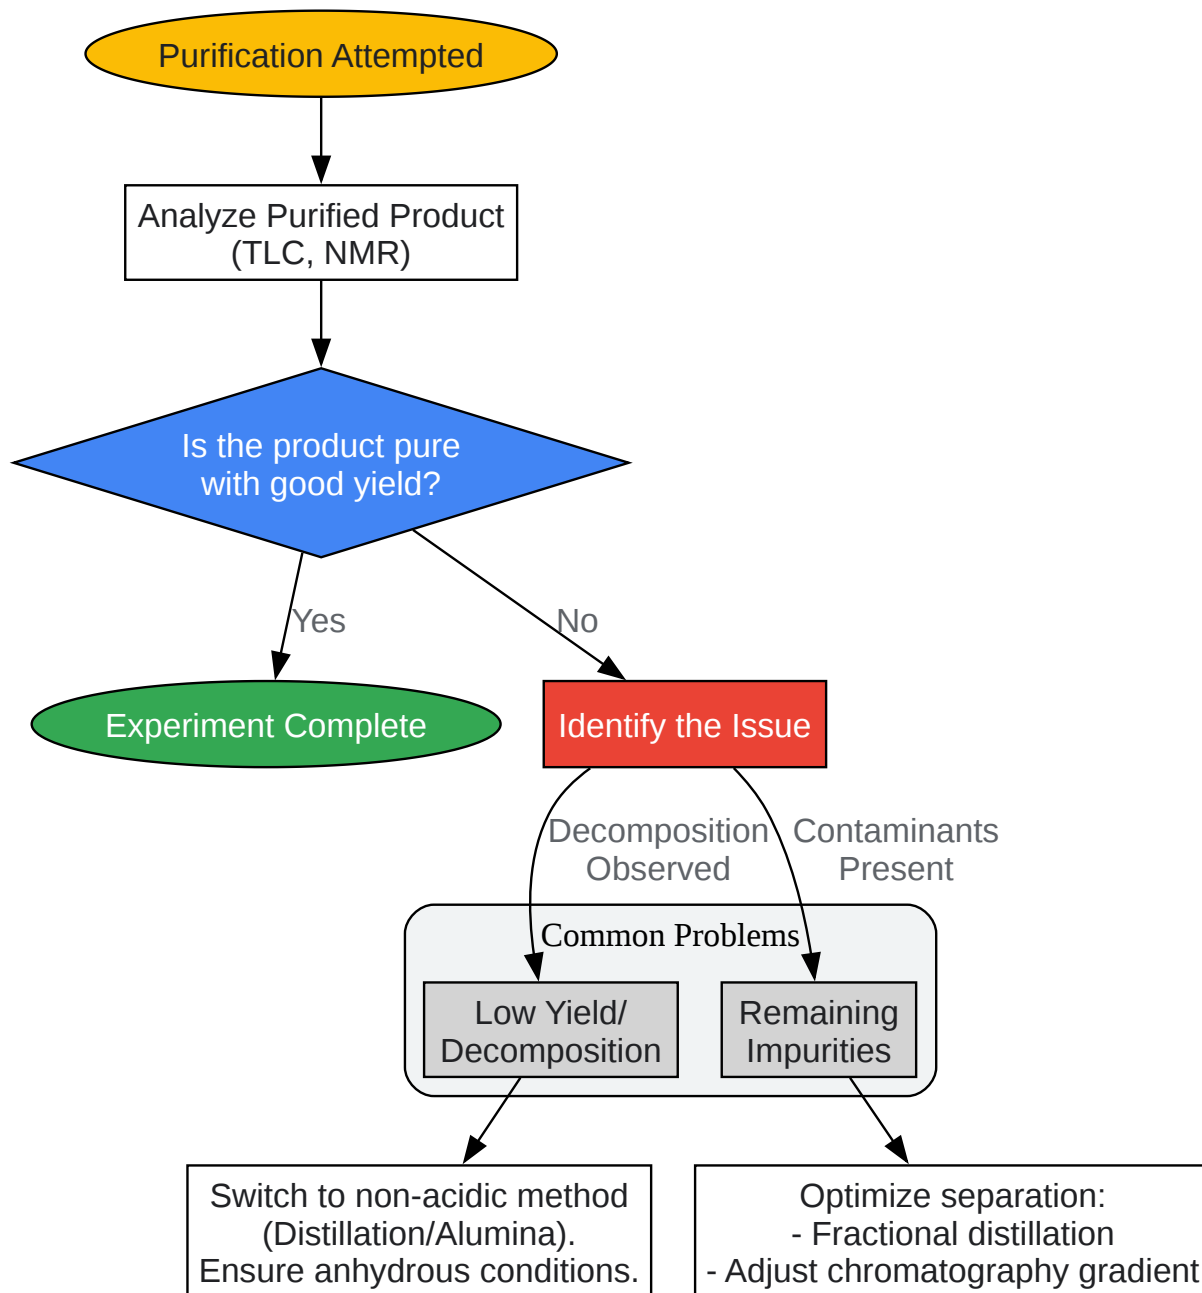 Purification Attempted
Analyze Purified Product
(TLC, NMR)
Is the product pure
with good yield?
Yes
No
Experiment Complete
Identify the Issue
Decomposition
Observed
Contaminants
Present
Common Problems
Low Yield/
Decomposition
Remaining
Impurities
Switch to non-acidic method
(Distillation/Alumina).
Ensure anhydrous conditions.
Optimize separation:
- Fractional distillation
- Adjust chromatography gradient